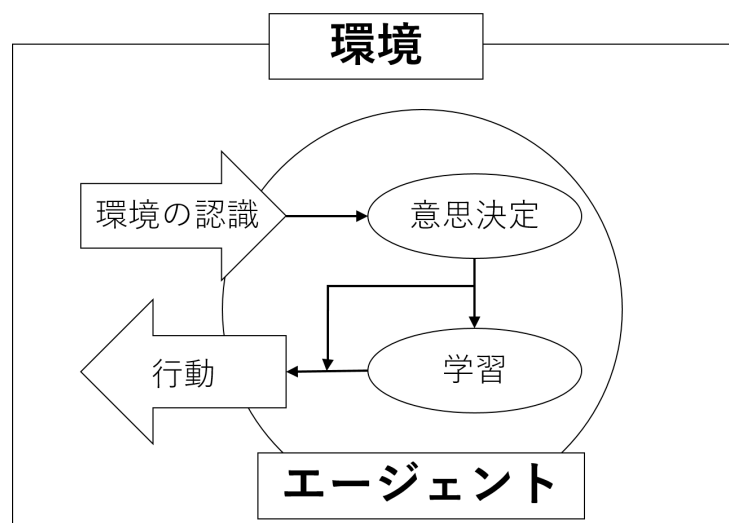 環境
環境の認識
意思決定
行動
学習
エージェント